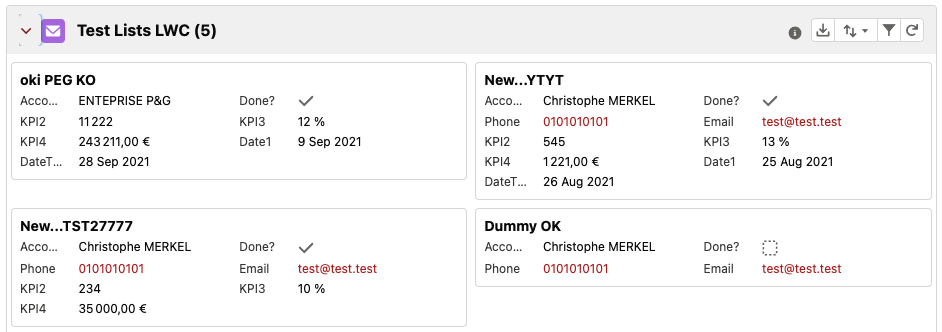 Test Lists LWC (5)
oki PEG KO
Acco... ENTEPRISE P&G Done?
KPI2 11 222 KPI3 12 %
KPI4 243 211,00 € Date1 9 Sep 2021
DateT... 28 Sep 2021
New...YTYT
Acco... Christophe MERKEL Done?
Phone 0101010101 Email test@test.test
KPI2 545 KPI3 13 %
KPI4 1 221,00 € Date1 25 Aug 2021
DateT... 26 Aug 2021
New...TST27777
Acco... Christophe MERKEL Done?
Phone 0101010101 Email test@test.test
KPI2 234 KPI3 10 %
KPI4 35 000,00 €
Dummy OK
Acco... Christophe MERKEL Done?
Phone 0101010101 Email test@test.test